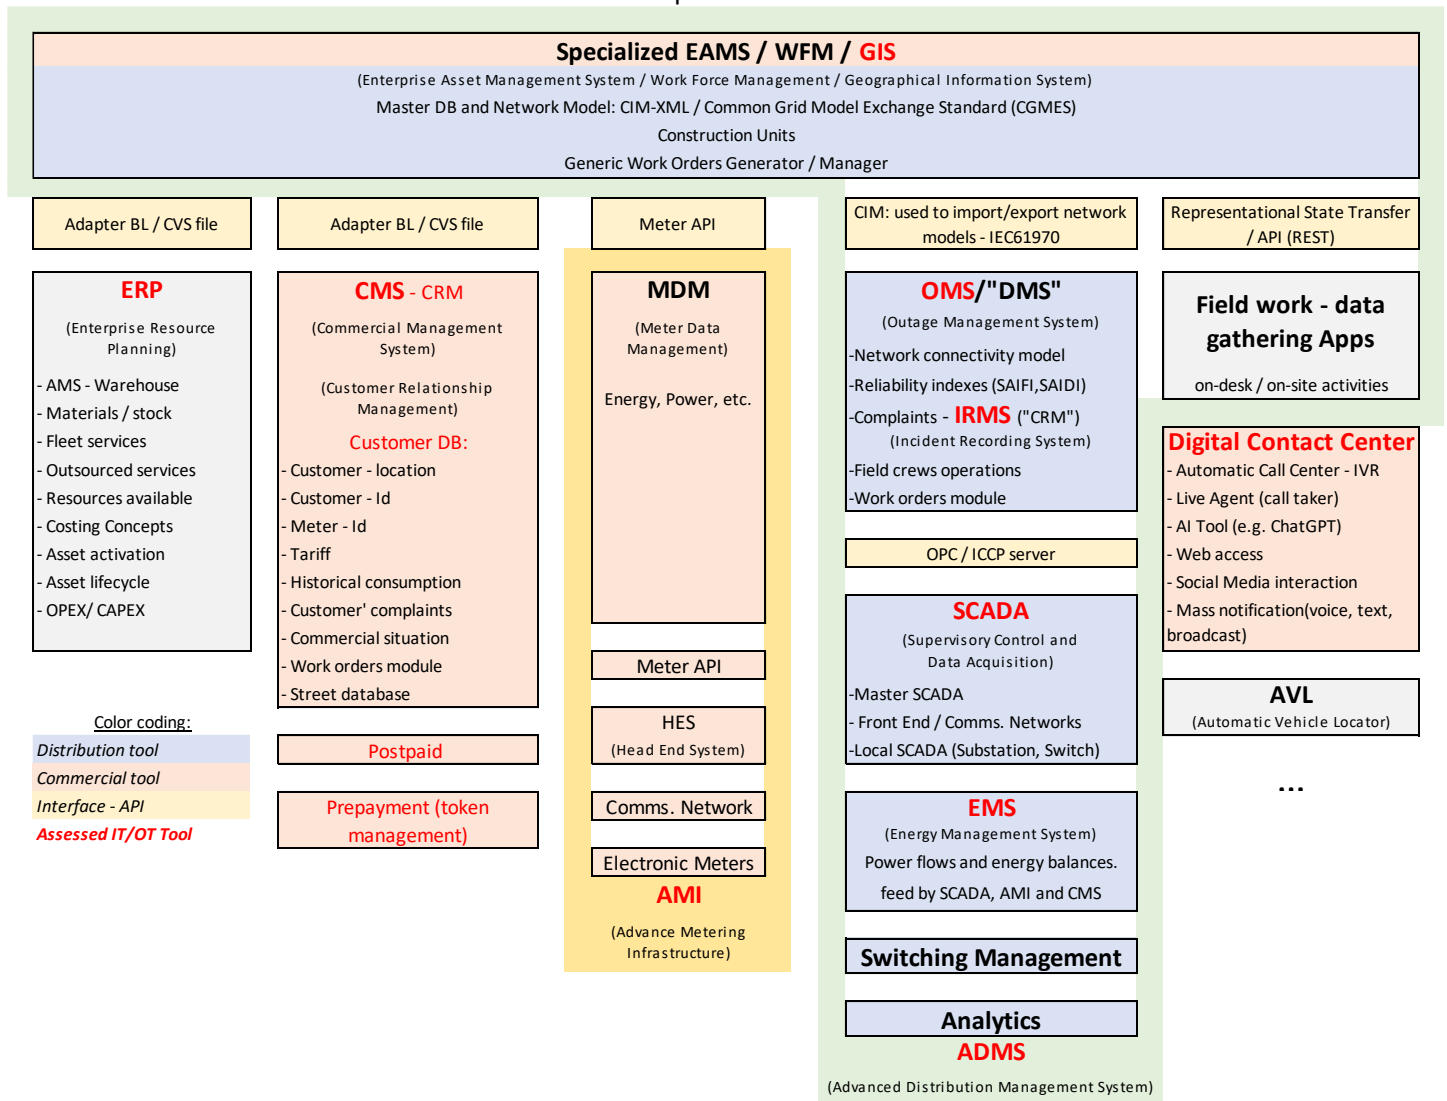 Specialized EAMS / WFM / GIS
(Enterprise Asset Management System / Work Force Management / Geographical Information System)
Master DB and Network Model: CIM-XML / Common Grid Model Exchange Standard (CGMES)
Construction Units
Generic Work Orders Generator / Manager
Adapter BL / CVS file
Adapter BL / CVS file
Meter API
CIM: used to import/export network
models - IEC61970
Representational State Transfer
/ API (REST)
ERP
(Enterprise Resource
Planning)
- AMS - Warehouse
- Materials / stock
- Fleet services
- Outsourced services
- Resources available
- Costing Concepts
- Asset activation
- Asset lifecycle
- OPEX/ CAPEX
Color coding:
Distribution tool
Commercial tool
Interface - API
Assessed IT/OT Tool
CMS - CRM
(Commercial Management
System)
(Customer Relationship
Management)
Customer DB:
- Customer - location
- Customer - Id
- Meter - Id
- Tariff
- Historical consumption
- Customer' complaints
- Commercial situation
- Work orders module
- Street database
Postpaid
Prepayment (token
management)
MDM
(Meter Data
Management)
Energy, Power, etc.
Meter API
HES
(Head End System)
Comms. Network
Electronic Meters
AMI
(Advance Metering
Infrastructure)
OMS/"DMS"
(Outage Management System)
-Network connectivity model
-Reliability indexes (SAIFI,SAIDI)
-Complaints - IRMS ("CRM")
(Incident Recording System)
-Field crews operations
-Work orders module
OPC / ICCP server
SCADA
(Supervisory Control and
Data Acquisition)
-Master SCADA
- Front End / Comms. Networks
-Local SCADA (Substation, Switch)
EMS
(Energy Management System)
Power flows and energy balances.
feed by SCADA, AMI and CMS
Switching Management
Analytics
ADMS
(Advanced Distribution Management System)
Field work - data
gathering Apps
on-desk / on-site activities
Digital Contact Center
- Automatic Call Center - IVR
- Live Agent (call taker)
- AI Tool (e.g. ChatGPT)
- Web access
- Social Media interaction
- Mass notification(voice, text,
broadcast)
AVL
(Automatic Vehicle Locator)
...